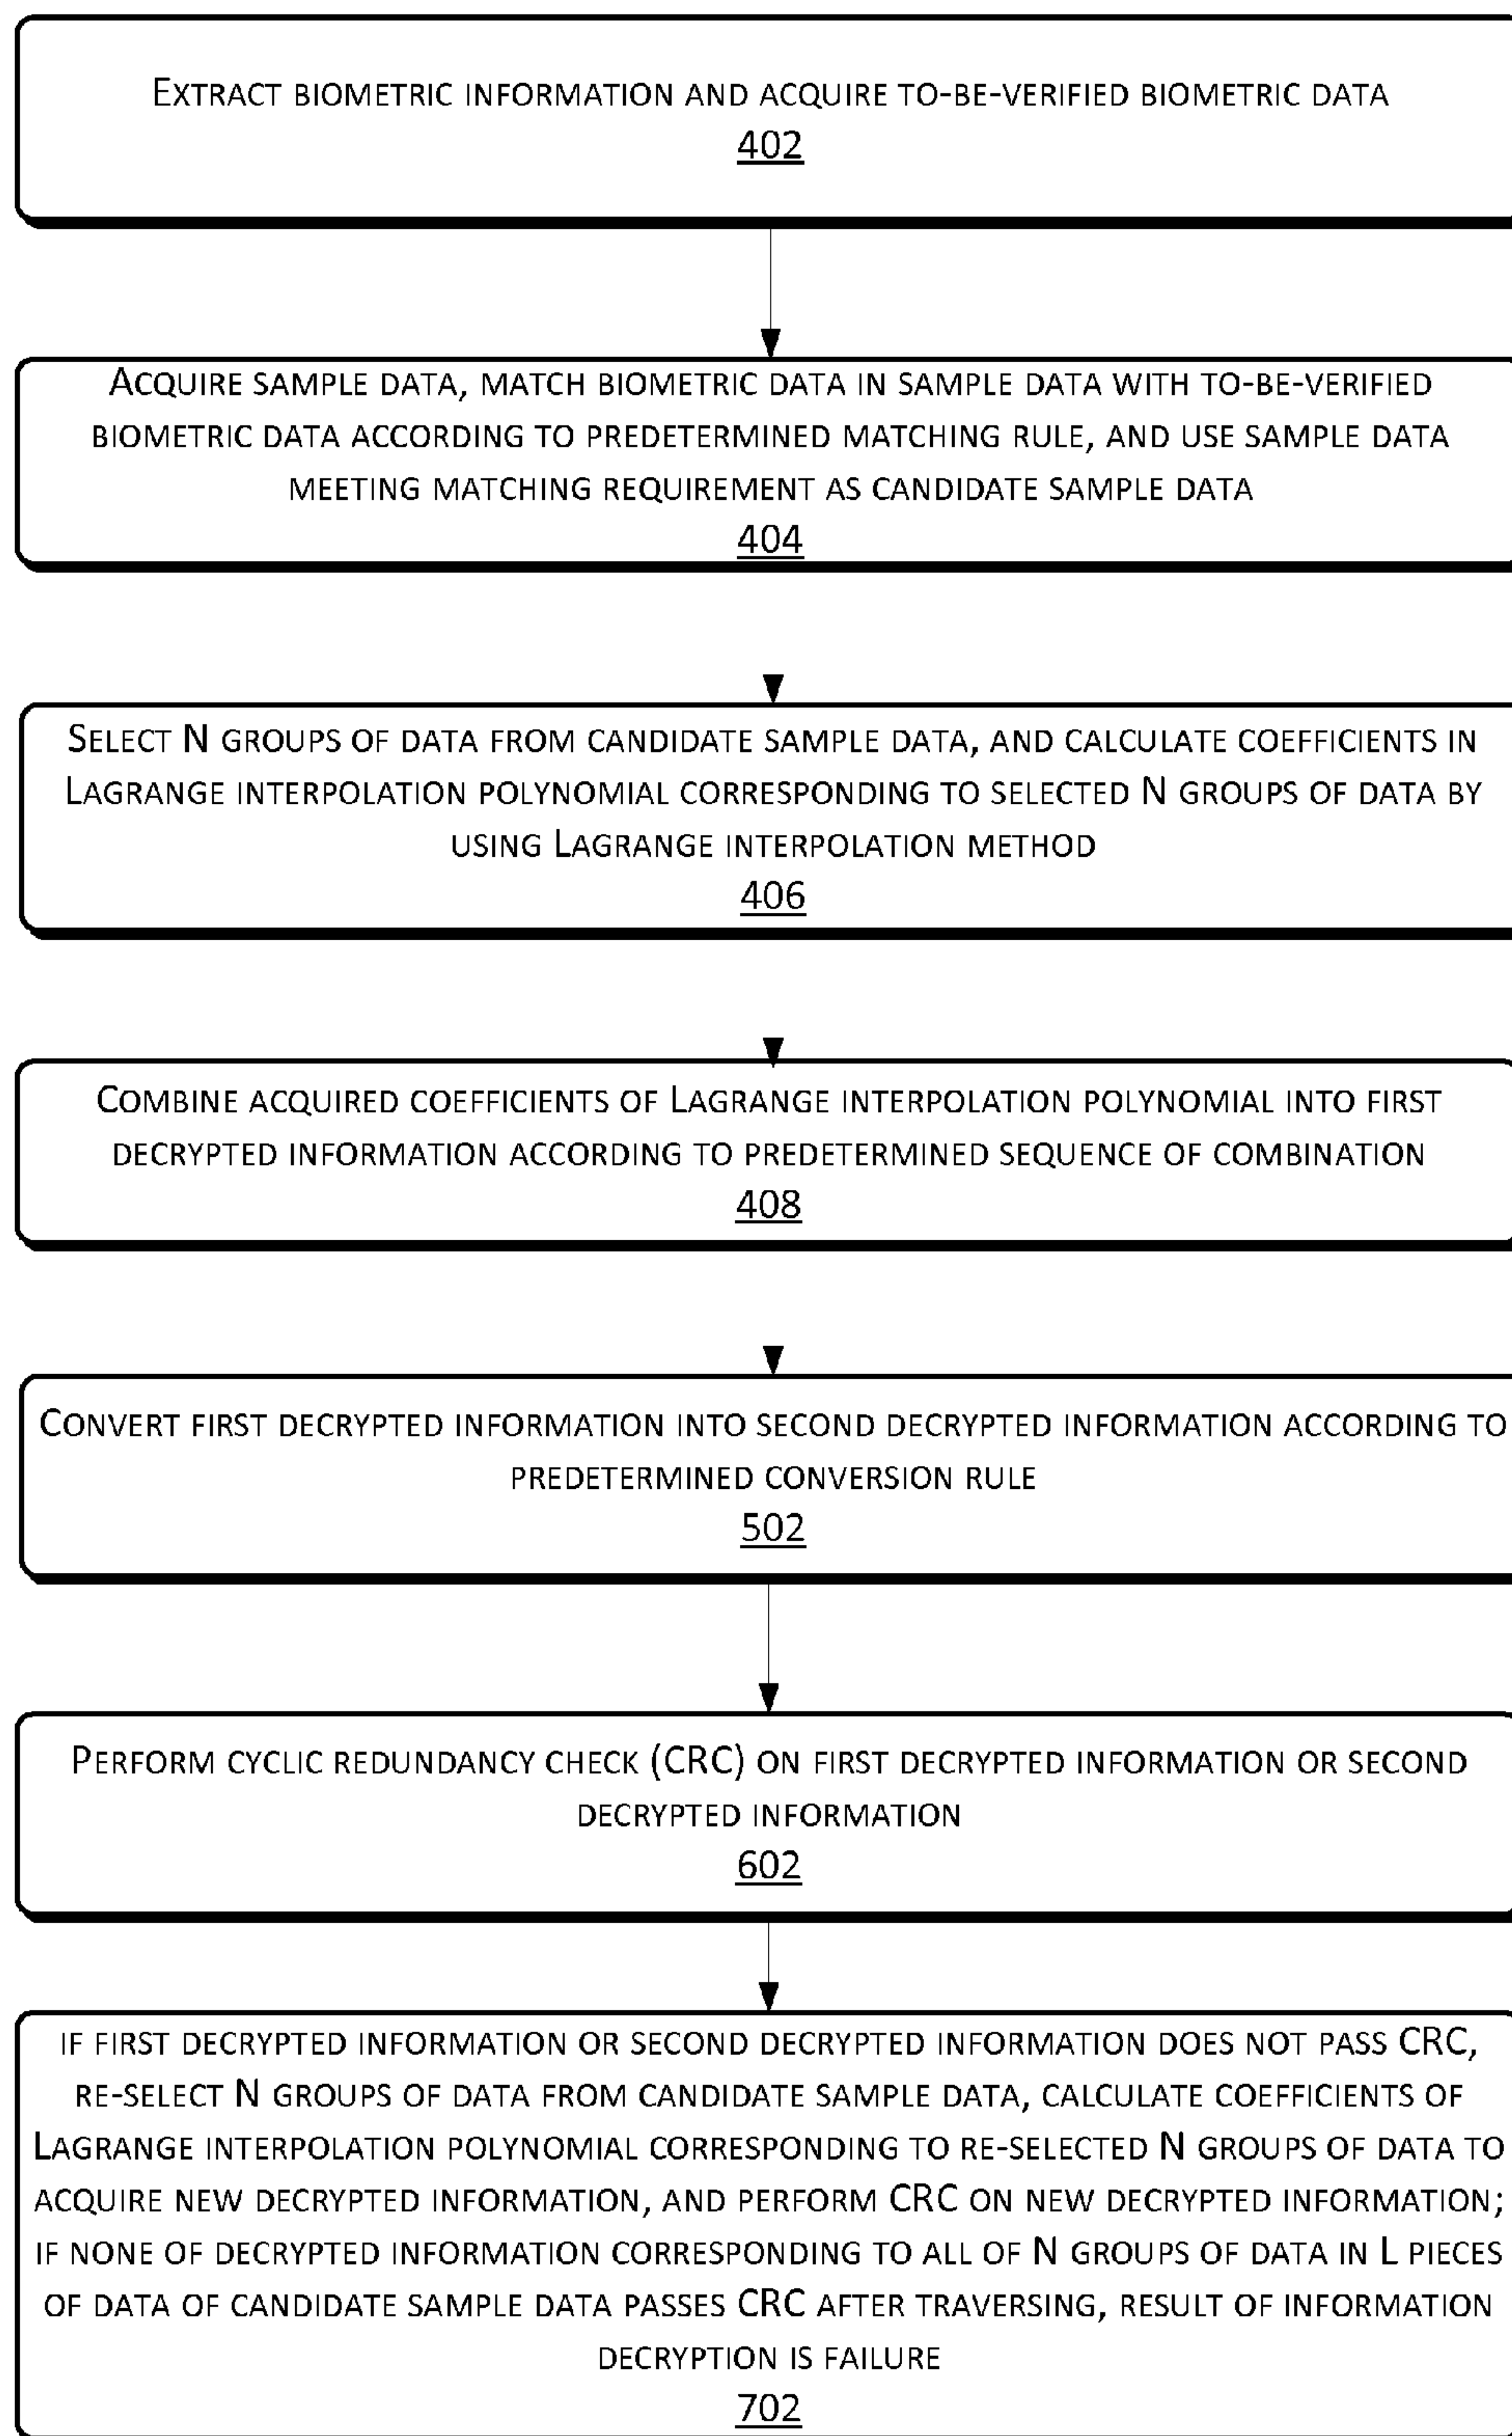 EXTRACT BIOMETRIC INFORMATION AND ACQUIRE TO-BE-VERIFIED BIOMETRIC DATA
402
ACQUIRE SAMPLE DATA, MATCH BIOMETRIC DATA IN SAMPLE DATA WITH TO-BE-VERIFIED
BIOMETRIC DATA ACCORDING TO PREDETERMINED MATCHING RULE, AND USE SAMPLE DATA
MEETING MATCHING REQUIREMENT AS CANDIDATE SAMPLE DATA
404
SELECT N GROUPS OF DATA FROM CANDIDATE SAMPLE DATA, AND CALCULATE COEFFICIENTS IN
LAGRANGE INTERPOLATION POLYNOMIAL CORRESPONDING TO SELECTED N GROUPS OF DATA BY
USING LAGRANGE INTERPOLATION METHOD
406
COMBINE ACQUIRED COEFFICIENTS OF LAGRANGE INTERPOLATION POLYNOMIAL INTO FIRST
DECRYPTED INFORMATION ACCORDING TO PREDETERMINED SEQUENCE OF COMBINATION
408
CONVERT FIRST DECRYPTED INFORMATION INTO SECOND DECRYPTED INFORMATION ACCORDING TO
PREDETERMINED CONVERSION RULE
502
PERFORM CYCLIC REDUNDANCY CHECK (CRC) ON FIRST DECRYPTED INFORMATION OR SECOND
DECRYPTED INFORMATION
602
IF FIRST DECRYPTED INFORMATION OR SECOND DECRYPTED INFORMATION DOES NOT PASS CRC,
RE-SELECT N GROUPS OF DATA FROM CANDIDATE SAMPLE DATA, CALCULATE COEFFICIENTS OF
LAGRANGE INTERPOLATION POLYNOMIAL CORRESPONDING TO RE-SELECTED N GROUPS OF DATA TO
ACQUIRE NEW DECRYPTED INFORMATION, AND PERFORM CRC ON NEW DECRYPTED INFORMATION;
IF NONE OF DECRYPTED INFORMATION CORRESPONDING TO ALL OF N GROUPS OF DATA IN L PIECES
OF DATA OF CANDIDATE SAMPLE DATA PASSES CRC AFTER TRAVERSING, RESULT OF INFORMATION
DECRYPTION IS FAILURE
702